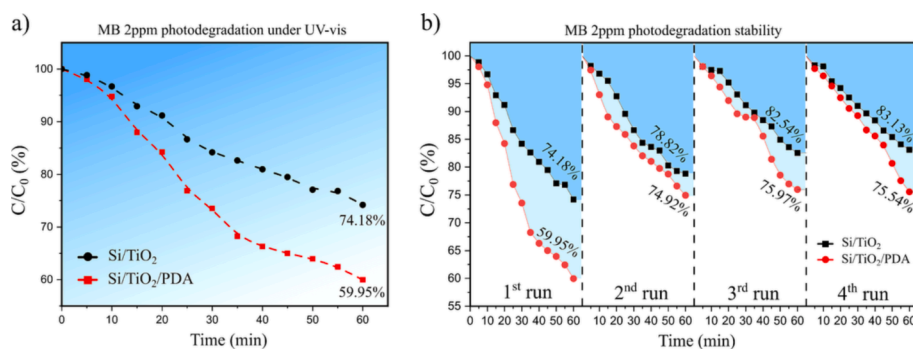 a)
MB 2ppm photodegradation under UV-vis
C/C₀ (%)
100
90
80
70
60
74.18%
59.95%
Si/TiO₂
Si/TiO₂/PDA
0 10 20 30 40 50 60
Time (min)
b)
MB 2ppm photodegradation stability
C/C₀ (%)
100
95
90
85
80
75
70
65
60
55
74.18%
59.95%
78.82%
74.92%
82.54%
75.97%
83.13%
75.54%
Si/TiO₂
Si/TiO₂/PDA
1ˢᵗ run 2ⁿᵈ run 3ʳᵈ run 4ᵗʰ run
0 10 20 30 40 50 60 0 10 20 30 40 50 60 0 10 20 30 40 50 60 0 10 20 30 40 50 60
Time (min)